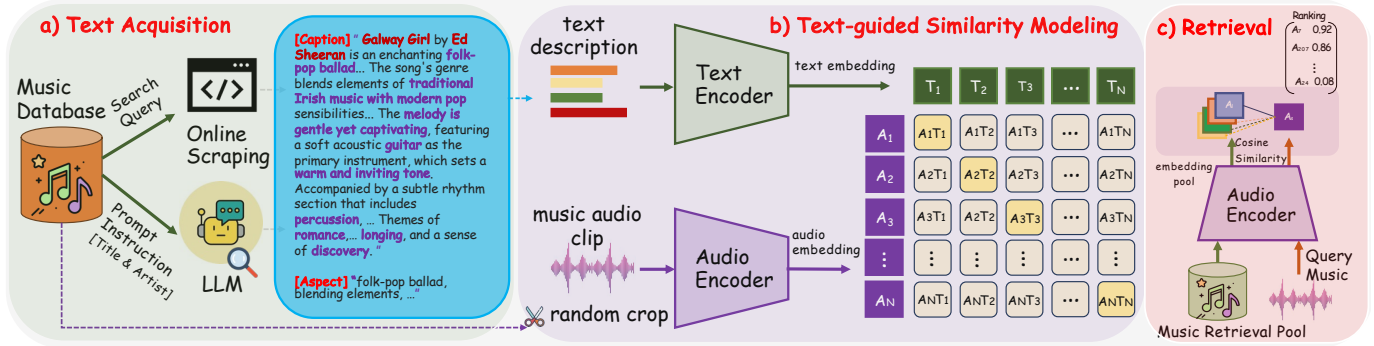 a) Text Acquisition
Music
Database
Search
Query
Online
Scraping
Prompt
Instruction
[Title & Artist]
LLM
[Caption] " Galway Girl by Ed
Sheeran is an enchanting folk-
pop ballad... The song's genre
blends elements of traditional
Irish music with modern pop
sensibilities... The melody is
gentle yet captivating, featuring
a soft acoustic guitar as the
primary instrument, which sets a
warm and inviting tone.
Accompanied by a subtle rhythm
section that includes
percussion, ... Themes of
romance,... longing, and a sense
of discovery. "
[Aspect] "folk-pop ballad,
blending elements, ..."
b) Text-guided Similarity Modeling
text
description
Text
Encoder
text embedding
music audio
clip
random crop
Audio
Encoder
audio
embedding
T1 T2 T3 ... TN
A1 A1T1 A1T2 A1T3 ... A1TN
A2 A2T1 A2T2 A2T3 ... A2TN
A3 A3T1 A2T2 A3T3 ... A3TN
⋮ ⋮ ⋮ ⋮ ⋮
AN ANT1 ANT2 ANT3 ... ANTN
c) Retrieval
Ranking
A7 0.92
A207 0.86
⋮
A24 0.08
Cosine
Similarity
embedding
pool
Audio
Encoder
Query
Music
Music Retrieval Pool